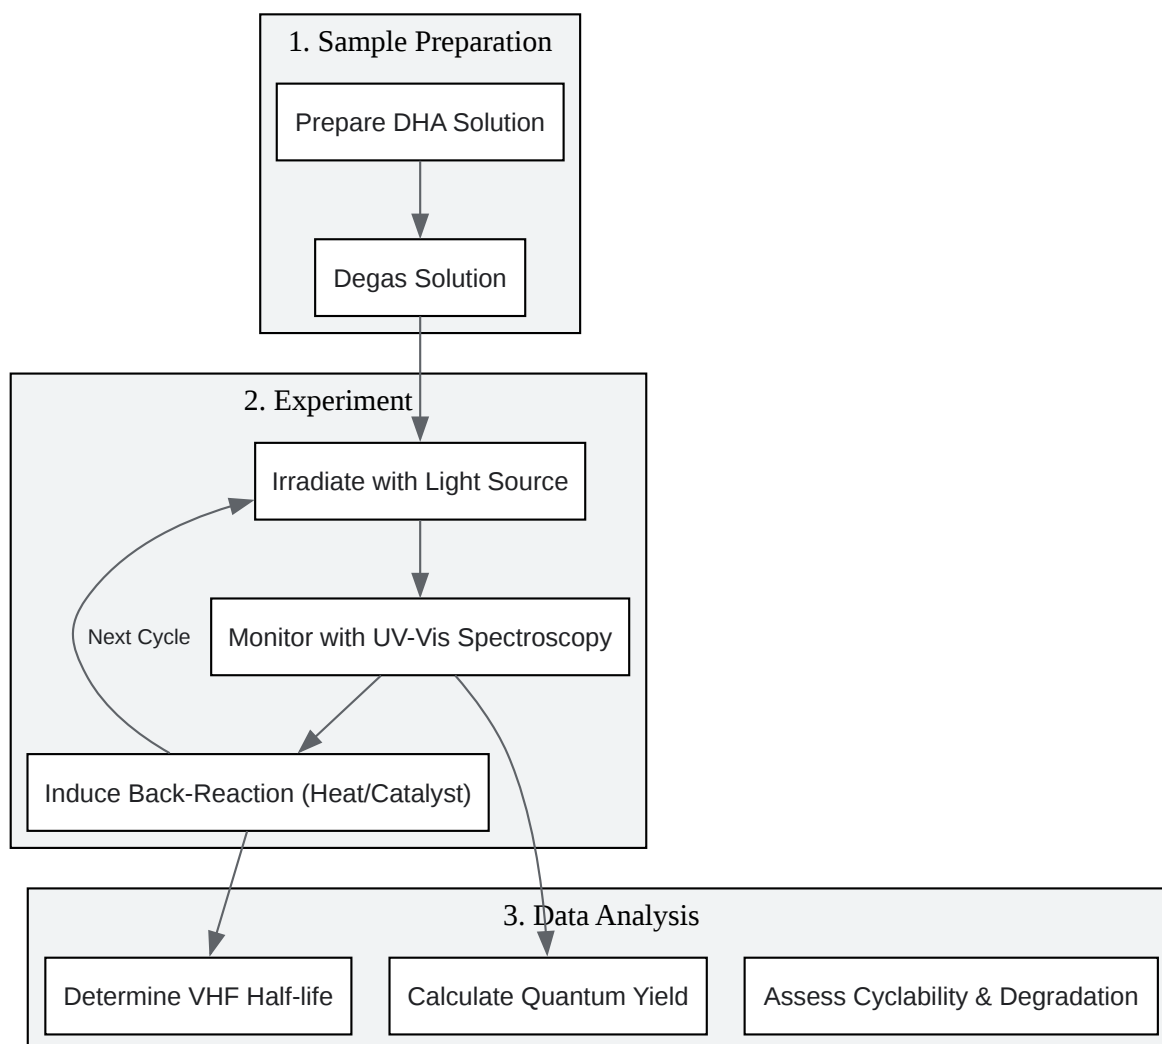 1. Sample Preparation
Prepare DHA Solution
Degas Solution
2. Experiment
Irradiate with Light Source
Next Cycle
Monitor with UV-Vis Spectroscopy
Induce Back-Reaction (Heat/Catalyst)
3. Data Analysis
Determine VHF Half-life
Calculate Quantum Yield
Assess Cyclability & Degradation